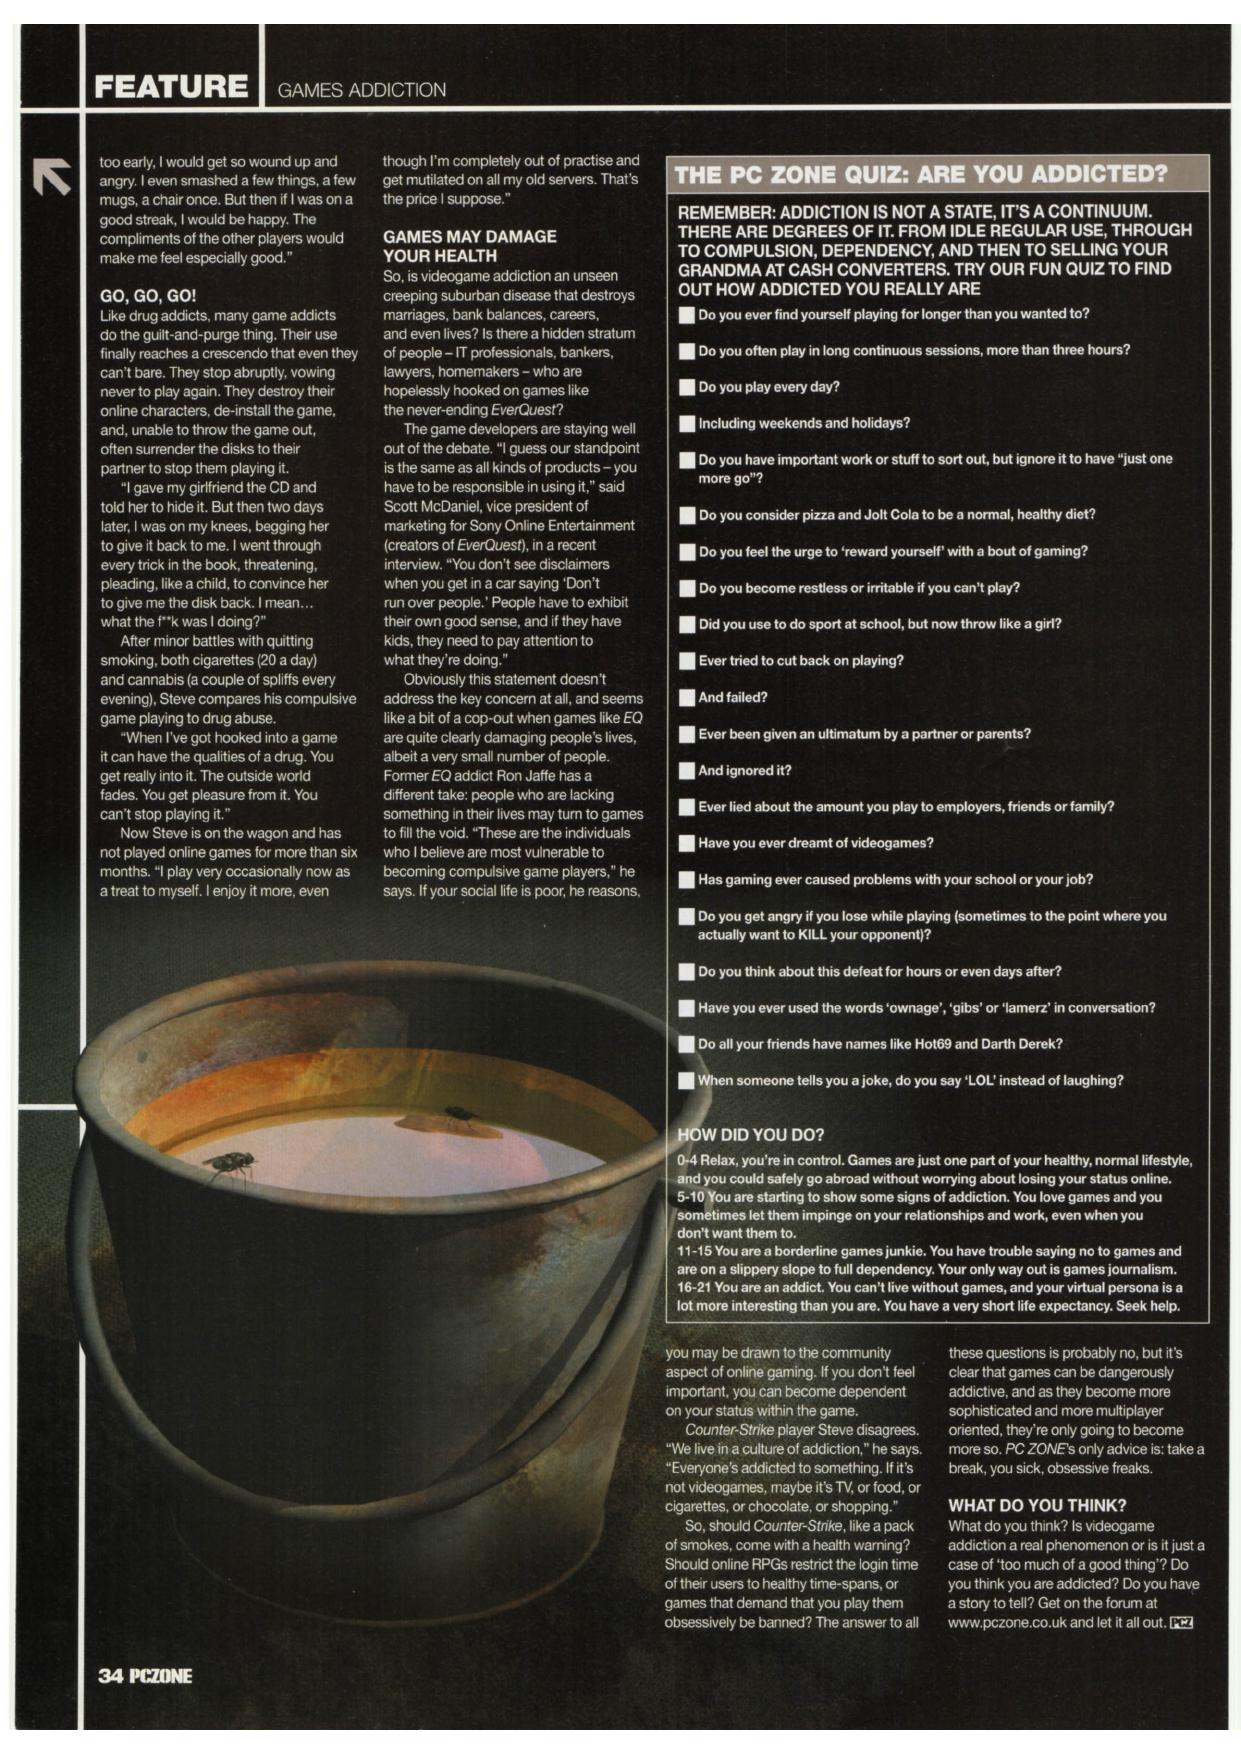 FEATURE
GAMES ADDICTION
too early, I would get so wound up and
angry. I even smashed a few things, a few
mugs, a chair once. But then if I was on a
good streak, I would be happy. The
compliments of the other players would
make me feel especially good.”
GO, GO, GO!
Like drug addicts, many game addicts
do the guilt-and-purge thing. Their use
finally reaches a crescendo that even they
can’t bare. They stop abruptly, vowing
never to play again. They destroy their
online characters, de-install the game,
and, unable to throw the game out,
often surrender the disks to their
partner to stop them playing it.
“I gave my girlfriend the CD and
told her to hide it. But then two days
later, I was on my knees, begging her
to give it back to me. I went through
every trick in the book, threatening,
pleading, like a child, to convince her
to give me the disk back. I mean...
what the f**k was I doing?”
After minor battles with quitting
smoking, both cigarettes (20 a day)
and cannabis (a couple of spliffs every
evening), Steve compares his compulsive
game playing to drug abuse.
“When I’ve got hooked into a game
it can have the qualities of a drug. You
get really into it. The outside world
fades. You get pleasure from it. You
can’t stop playing it.”
Now Steve is on the wagon and has
not played online games for more than six
months. “I play very occasionally now as
a treat to myself. I enjoy it more, even
though I’m completely out of practise and
get mutilated on all my old servers. That’s
the price I suppose.”
GAMES MAY DAMAGE
YOUR HEALTH
So, is videogame addiction an unseen
creeping suburban disease that destroys
marriages, bank balances, careers,
and even lives? Is there a hidden stratum
of people – IT professionals, bankers,
lawyers, homemakers – who are
hopelessly hooked on games like
the never-ending EverQuest?
The game developers are staying well
out of the debate. “I guess our standpoint
is the same as all kinds of products – you
have to be responsible in using it,” said
Scott McDaniel, vice president of
marketing for Sony Online Entertainment
(creators of EverQuest), in a recent
interview. “You don’t see disclaimers
when you get in a car saying ‘Don’t
run over people.’ People have to exhibit
their own good sense, and if they have
kids, they need to pay attention to
what they’re doing.”
Obviously this statement doesn’t
address the key concern at all, and seems
like a bit of a cop-out when games like EQ
are quite clearly damaging people’s lives,
albeit a very small number of people.
Former EQ addict Ron Jaffe has a
different take: people who are lacking
something in their lives may turn to games
to fill the void. “These are the individuals
who I believe are most vulnerable to
becoming compulsive game players,” he
says. If your social life is poor, he reasons,
THE PC ZONE QUIZ: ARE YOU ADDICTED?
REMEMBER: ADDICTION IS NOT A STATE, IT’S A CONTINUUM.
THERE ARE DEGREES OF IT. FROM IDLE REGULAR USE, THROUGH
TO COMPULSION, DEPENDENCY, AND THEN TO SELLING YOUR
GRANDMA AT CASH CONVERTERS. TRY OUR FUN QUIZ TO FIND
OUT HOW ADDICTED YOU REALLY ARE
Do you ever find yourself playing for longer than you wanted to?
Do you often play in long continuous sessions, more than three hours?
Do you play every day?
Including weekends and holidays?
Do you have important work or stuff to sort out, but ignore it to have “just one
more go”?
Do you consider pizza and Jolt Cola to be a normal, healthy diet?
Do you feel the urge to ‘reward yourself’ with a bout of gaming?
Do you become restless or irritable if you can’t play?
Did you use to do sport at school, but now throw like a girl?
Ever tried to cut back on playing?
And failed?
Ever been given an ultimatum by a partner or parents?
And ignored it?
Ever lied about the amount you play to employers, friends or family?
Have you ever dreamt of videogames?
Has gaming ever caused problems with your school or your job?
Do you get angry if you lose while playing (sometimes to the point where you
actually want to KILL your opponent)?
Do you think about this defeat for hours or even days after?
Have you ever used the words ‘ownage’, ‘gibs’ or ‘lamerz’ in conversation?
Do all your friends have names like Hot69 and Darth Derek?
When someone tells you a joke, do you say ‘LOL’ instead of laughing?
HOW DID YOU DO?
0-4 Relax, you’re in control. Games are just one part of your healthy, normal lifestyle,
and you could safely go abroad without worrying about losing your status online.
5-10 You are starting to show some signs of addiction. You love games and you
sometimes let them impinge on your relationships and work, even when you
don’t want them to.
11-15 You are a borderline games junkie. You have trouble saying no to games and
are on a slippery slope to full dependency. Your only way out is games journalism.
16-21 You are an addict. You can’t live without games, and your virtual persona is a
lot more interesting than you are. You have a very short life expectancy. Seek help.
you may be drawn to the community
aspect of online gaming. If you don’t feel
important, you can become dependent
on your status within the game.
Counter-Strike player Steve disagrees.
“We live in a culture of addiction,” he says.
“Everyone’s addicted to something. If it’s
not videogames, maybe it’s TV, or food, or
cigarettes, or chocolate, or shopping.”
So, should Counter-Strike, like a pack
of smokes, come with a health warning?
Should online RPGs restrict the login time
of their users to healthy time-spans, or
games that demand that you play them
obsessively be banned? The answer to all
these questions is probably no, but it’s
clear that games can be dangerously
addictive, and as they become more
sophisticated and more multiplayer
oriented, they’re only going to become
more so. PC ZONE’s only advice is: take a
break, you sick, obsessive freaks.
WHAT DO YOU THINK?
What do you think? Is videogame
addiction a real phenomenon or is it just a
case of ‘too much of a good thing’? Do
you think you are addicted? Do you have
a story to tell? Get on the forum at
www.pczone.co.uk and let it all out. PCZ
34 PCZONE